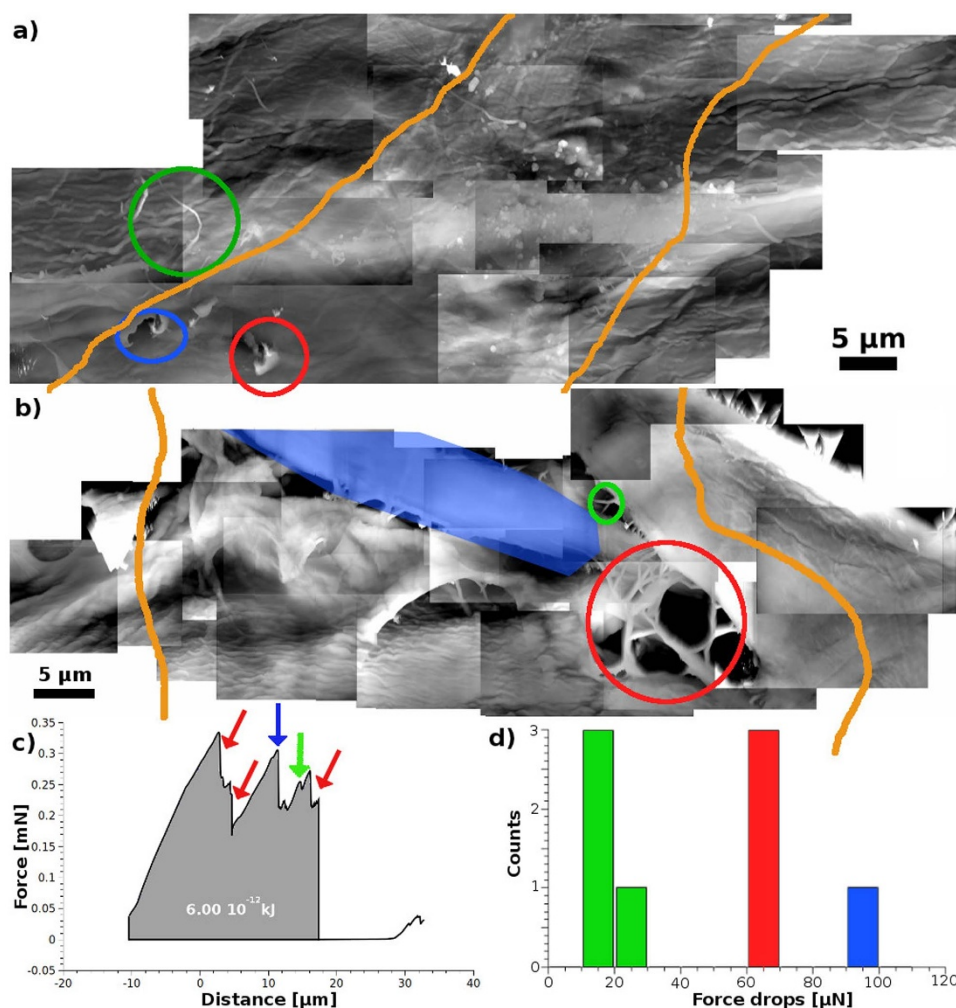 a)
5 µm
b)
5 µm
c)
0.35
0.3
0.25
0.2
0.15
0.1
0.05
0
-0.05
Force [mN]
6.00 10⁻¹²kJ
-20 -10 0 10 20 30 40
Distance [µm]
d)
3
2
1
0
Counts
0 20 40 60 80 100 120
Force drops [µN]